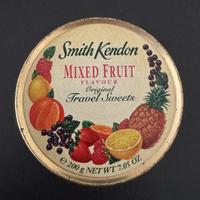 Smith Kendon
MIXED FRUIT
FLAVOUR
Original
Travel Sweets
e 200 g NET WT 7.05 OZ